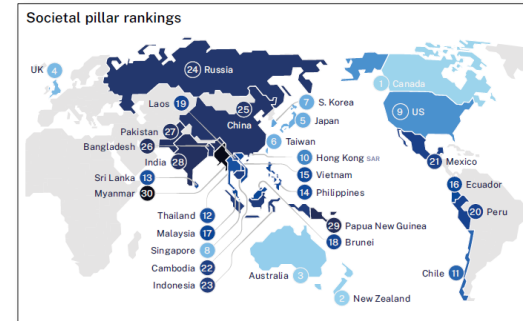 Societal pillar rankings
UK 4
24 Russia
1 Canada
Laos 19
7 S. Korea
25 China
9 US
5 Japan
Pakistan 27
6 Taiwan
Bangladesh 26
10 Hong Kong SAR
India 28
21 Mexico
15 Vietnam
Sri Lanka 13
14 Philippines
16 Ecuador
Myanmar 30
20 Peru
Thailand 12
29 Papua New Guinea
Malaysia 17
18 Brunei
Singapore 8
Cambodia 22
Australia 3
Chile 11
Indonesia 23
2 New Zealand